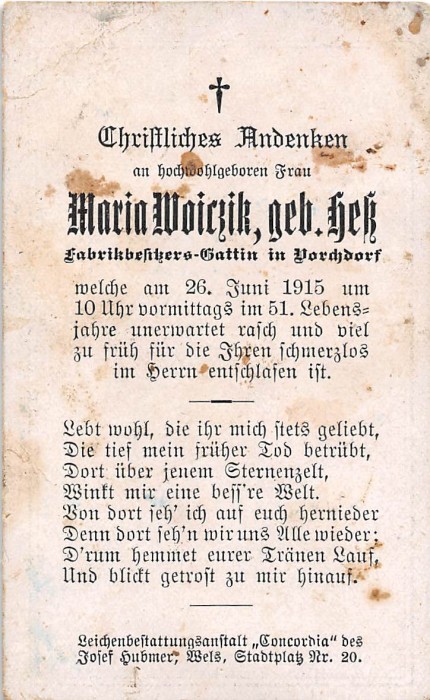 Christliches Andenken
an hochwohlgeboren Frau
Maria Woiczik, geb. Heß
Fabrikbesitzers-Gattin in Vorchdorf
welche am 26. Juni 1915 um
10 Uhr vormittags im 51. Lebens-
jahre unerwartet rasch und viel
zu früh für die Ihren schmerzlos
im Herrn entschlafen ist.
Lebt wohl, die ihr mich stets geliebt,
Die tief mein früher Tod betrübt,
Dort über jenem Sternenzelt,
Winkt mir eine bess're Welt.
Von dort seh' ich auf euch hernieder
Denn dort seh'n wir uns Alle wieder;
D'rum hemmet eurer Tränen Lauf,
Und blickt getrost zu mir hinauf.
Leichenbestattungsanstalt „Concordia“ des
Josef Hubmer, Wels, Stadtplatz Nr. 20.